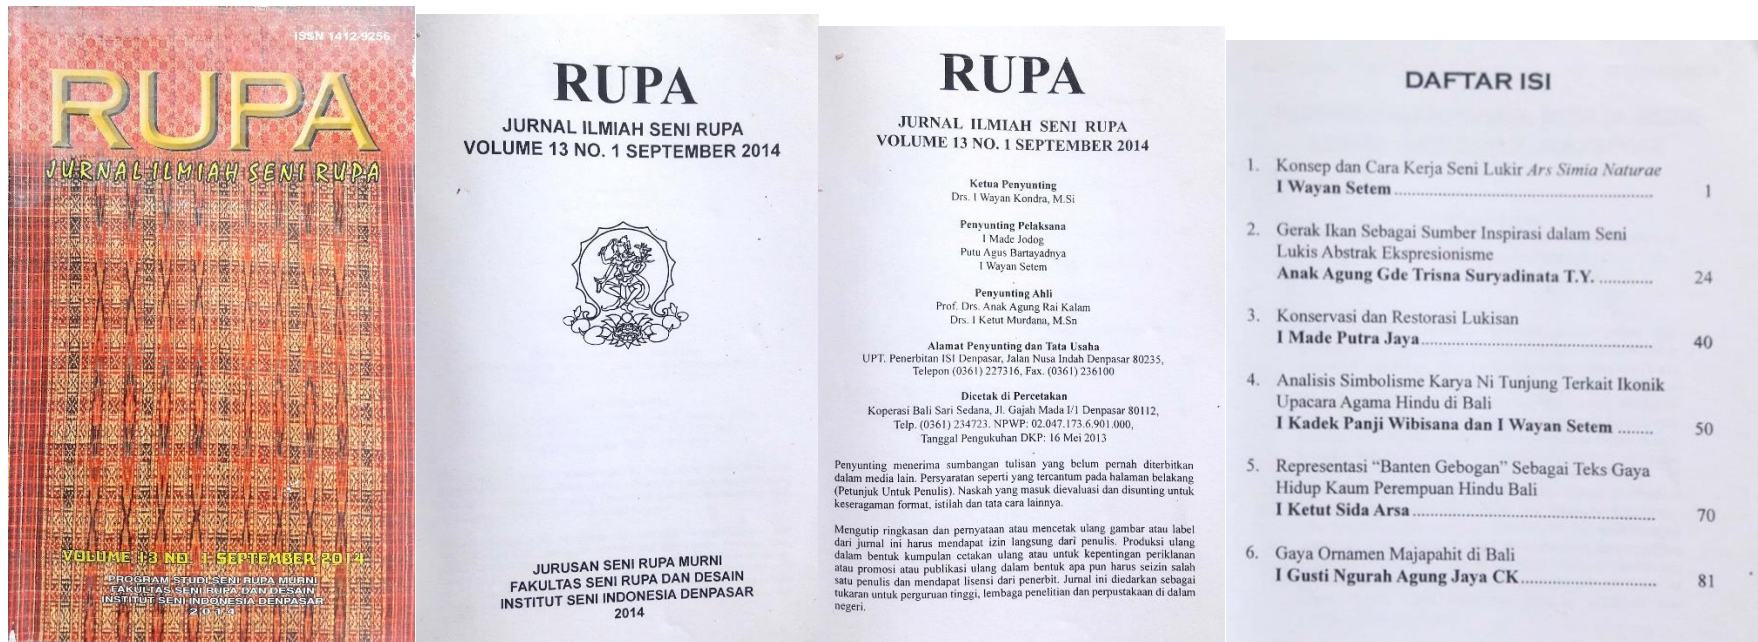 ISSN 1412-9256
RUPA
JURNAL ILMIAH SENI RUPA
VOLUME 13 NO. 1 SEPTEMBER 2014
PROGRAM STUDI SENI RUPA MURNI
FAKULTAS SENI RUPA DAN DESAIN
INSTITUT SENI INDONESIA DENPASAR
2014
RUPA
JURNAL ILMIAH SENI RUPA
VOLUME 13 NO. 1 SEPTEMBER 2014
JURUSAN SENI RUPA MURNI
FAKULTAS SENI RUPA DAN DESAIN
INSTITUT SENI INDONESIA DENPASAR
2014
RUPA
JURNAL ILMIAH SENI RUPA
VOLUME 13 NO. 1 SEPTEMBER 2014
Ketua Penyunting
Drs. I Wayan Kondra, M.Si
Penyunting Pelaksana
I Made Jodog
Putu Agus Bartayadnya
I Wayan Setem
Penyunting Ahli
Prof. Drs. Anak Agung Rai Kalam
Drs. I Ketut Murdana, M.Sn
Alamat Penyunting dan Tata Usaha
UPT. Penerbitan ISI Denpasar, Jalan Nusa Indah Denpasar 80235,
Telepon (0361) 227316, Fax. (0361) 236100
Dicetak di Percetakan
Koperasi Bali Sari Sedana, Jl. Gajah Mada I/1 Denpasar 80112,
Telp. (0361) 234723. NPWP: 02.047.173.6.901.000,
Tanggal Pengukuhan DKP: 16 Mei 2013
Penyunting menerima sumbangan tulisan yang belum pernah diterbitkan
dalam media lain. Persyaratan seperti yang tercantum pada halaman belakang
(Petunjuk Untuk Penulis). Naskah yang masuk dievaluasi dan disunting untuk
keseragaman format, istilah dan tata cara lainnya.
Mengutip ringkasan dan pernyataan atau mencetak ulang gambar atau label
dari jurnal ini harus mendapat izin langsung dari penulis. Produksi ulang
dalam bentuk kumpulan cetakan ulang atau untuk kepentingan periklanan
atau promosi atau publikasi ulang dalam bentuk apa pun harus seizin salah
satu penulis dan mendapat lisensi dari penerbit. Jurnal ini diedarkan sebagai
tukaran untuk perguruan tinggi, lembaga penelitian dan perpustakaan di dalam
negeri.
DAFTAR ISI
1. Konsep dan Cara Kerja Seni Lukir Ars Simia Naturae
I Wayan Setem ........ 1
2. Gerak Ikan Sebagai Sumber Inspirasi dalam Seni
Lukis Abstrak Ekspresionisme
Anak Agung Gde Trisna Suryadinata T.Y. ........ 24
3. Konservasi dan Restorasi Lukisan
I Made Putra Jaya ........ 40
4. Analisis Simbolisme Karya Ni Tunjung Terkait Ikonik
Upacara Agama Hindu di Bali
I Kadek Panji Wibisana dan I Wayan Setem ........ 50
5. Representasi “Banten Gebogan” Sebagai Teks Gaya
Hidup Kaum Perempuan Hindu Bali
I Ketut Sida Arsa ........ 70
6. Gaya Ornamen Majapahit di Bali
I Gusti Ngurah Agung Jaya CK ........ 81